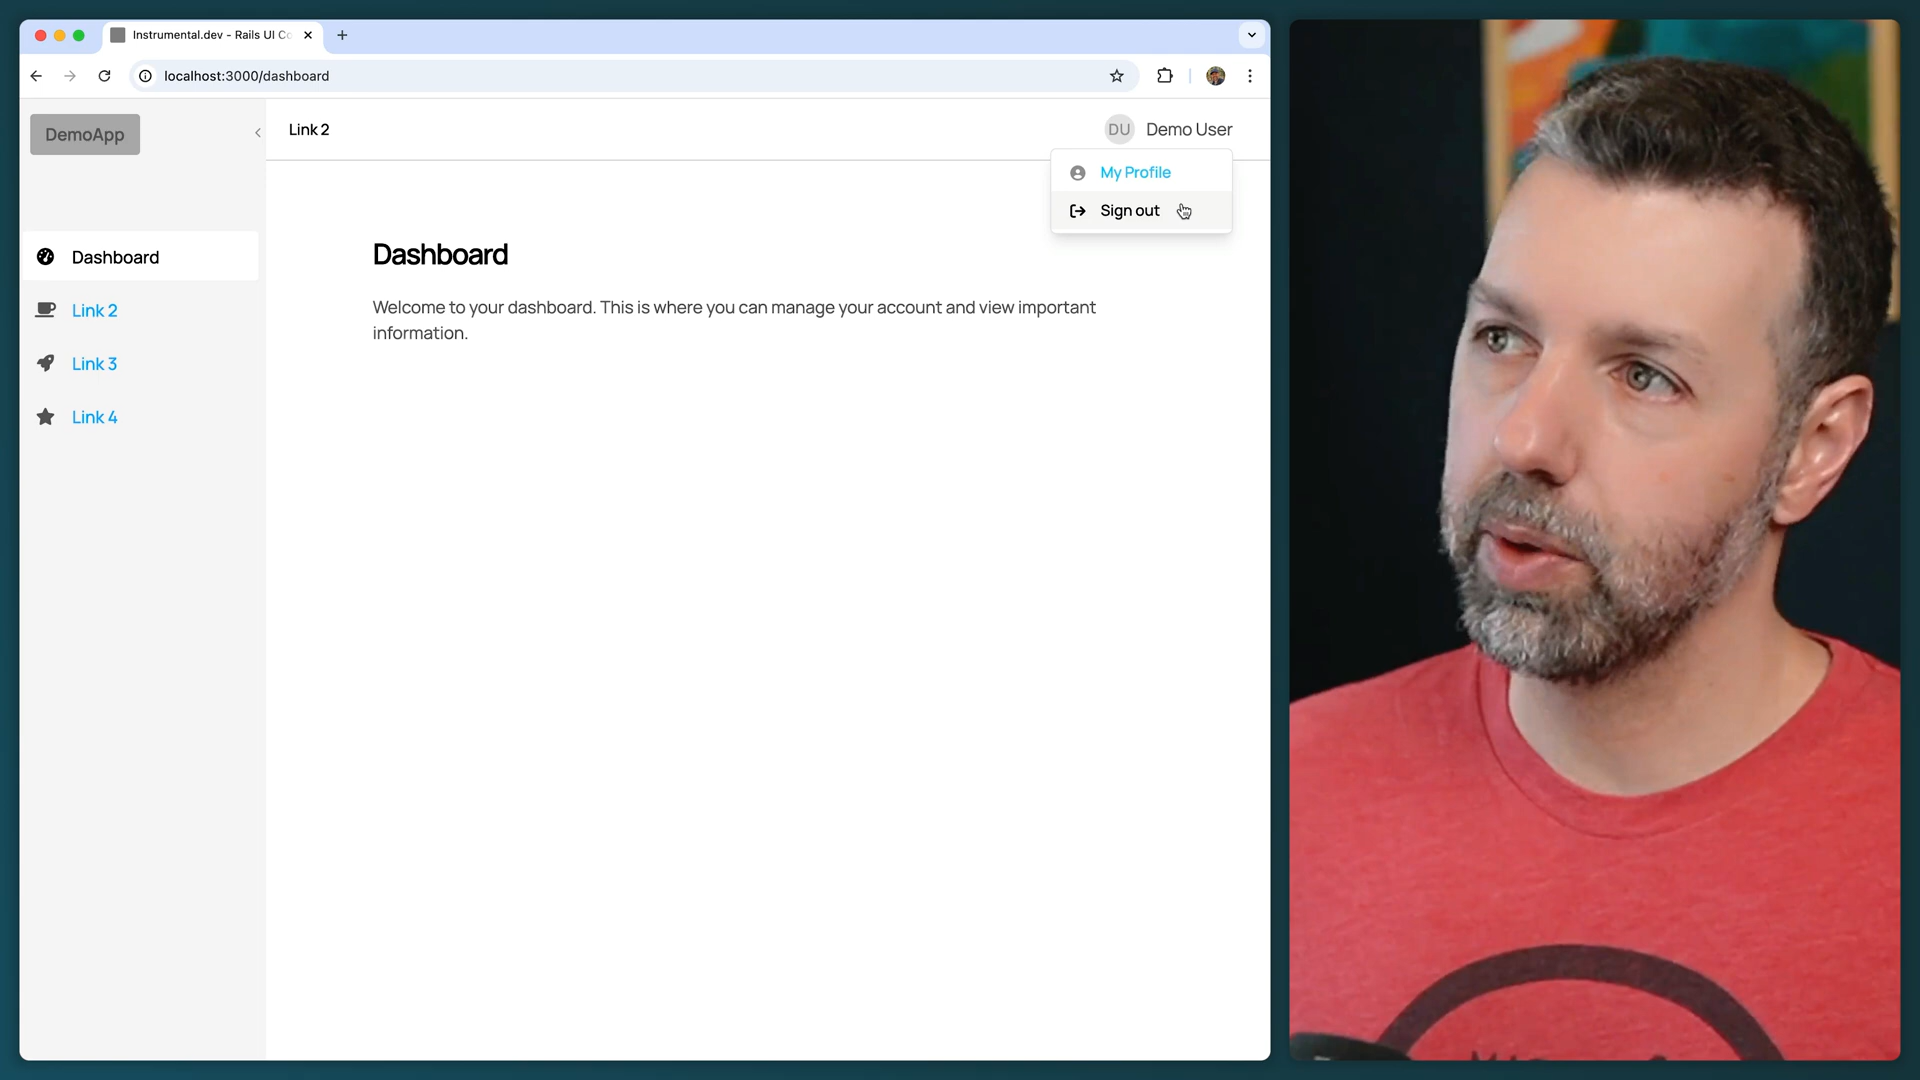 Instrumental.dev - Rails UI Co
localhost:3000/dashboard
DemoApp
Link 2
DU Demo User
My Profile
Sign out
Dashboard
Link 2
Link 3
Link 4
Dashboard
Welcome to your dashboard. This is where you can manage your account and view important
information.